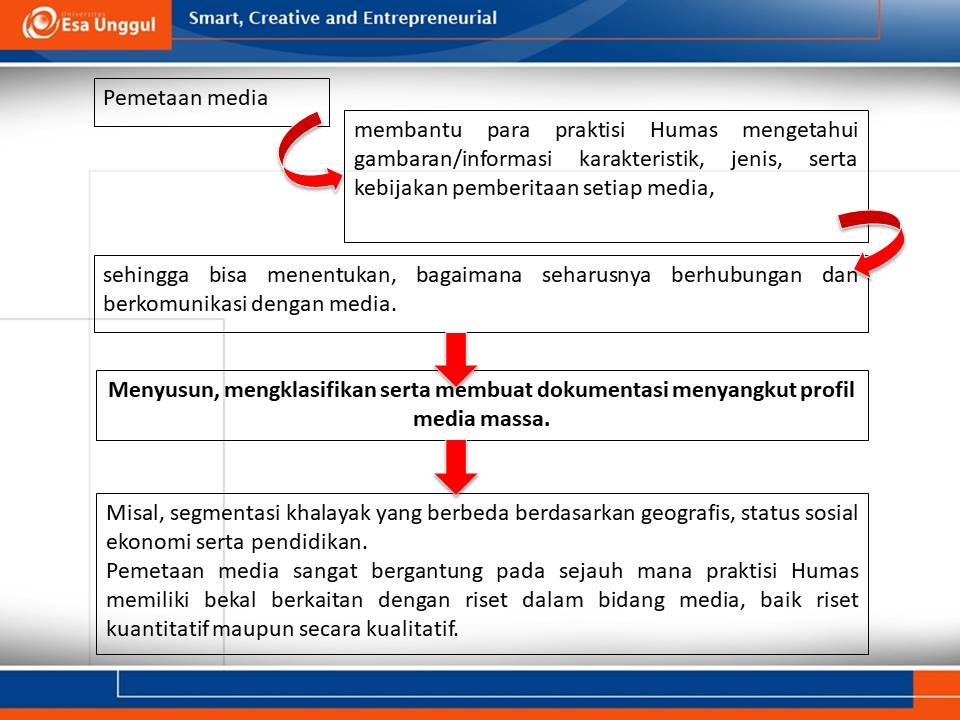 Universitas
Esa Unggul
Smart, Creative and Entrepreneurial
Pemetaan media
membantu para praktisi Humas mengetahui
gambaran/informasi karakteristik, jenis, serta
kebijakan pemberitaan setiap media,
sehingga bisa menentukan, bagaimana seharusnya berhubungan dan
berkomunikasi dengan media.
Menyusun, mengklasifikan serta membuat dokumentasi menyangkut profil
media massa.
Misal, segmentasi khalayak yang berbeda berdasarkan geografis, status sosial
ekonomi serta pendidikan.
Pemetaan media sangat bergantung pada sejauh mana praktisi Humas
memiliki bekal berkaitan dengan riset dalam bidang media, baik riset
kuantitatif maupun secara kualitatif.